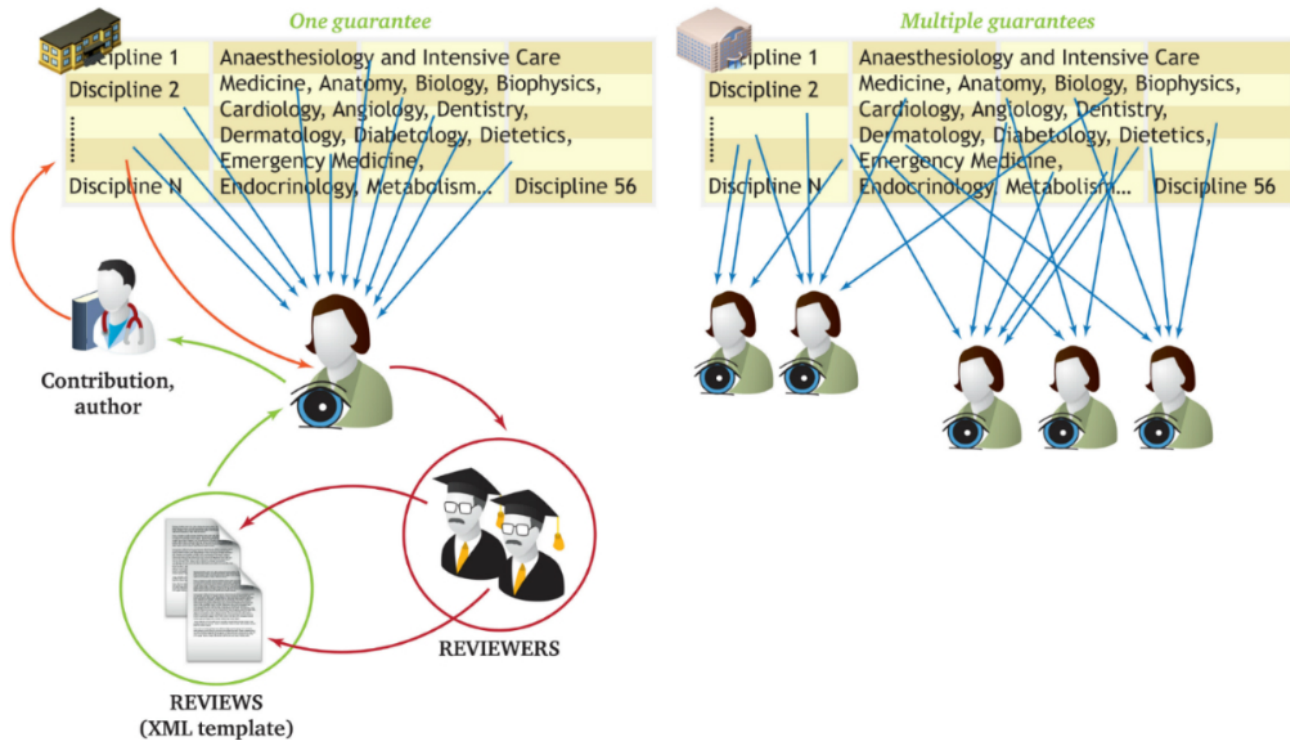 One guarantee
cipline 1
Anaesthesiology and Intensive Care
Discipline 2
Medicine, Anatomy, Biology, Biophysics,
Cardiology, Angiology, Dentistry,
Dermatology, Diabetology, Dietetics,
Emergency Medicine,
Discipline N
Endocrinology, Metabolism...
Discipline 56
Contribution,
author
REVIEWERS
REVIEWS
(XML template)
Multiple guarantees
cipline 1
Anaesthesiology and Intensive Care
Discipline 2
Medicine, Anatomy, Biology, Biophysics,
Cardiology, Angiology, Dentistry,
Dermatology, Diabetology, Dietetics,
Emergency Medicine,
Discipline N
Endocrinology, Metabolism...
Discipline 56